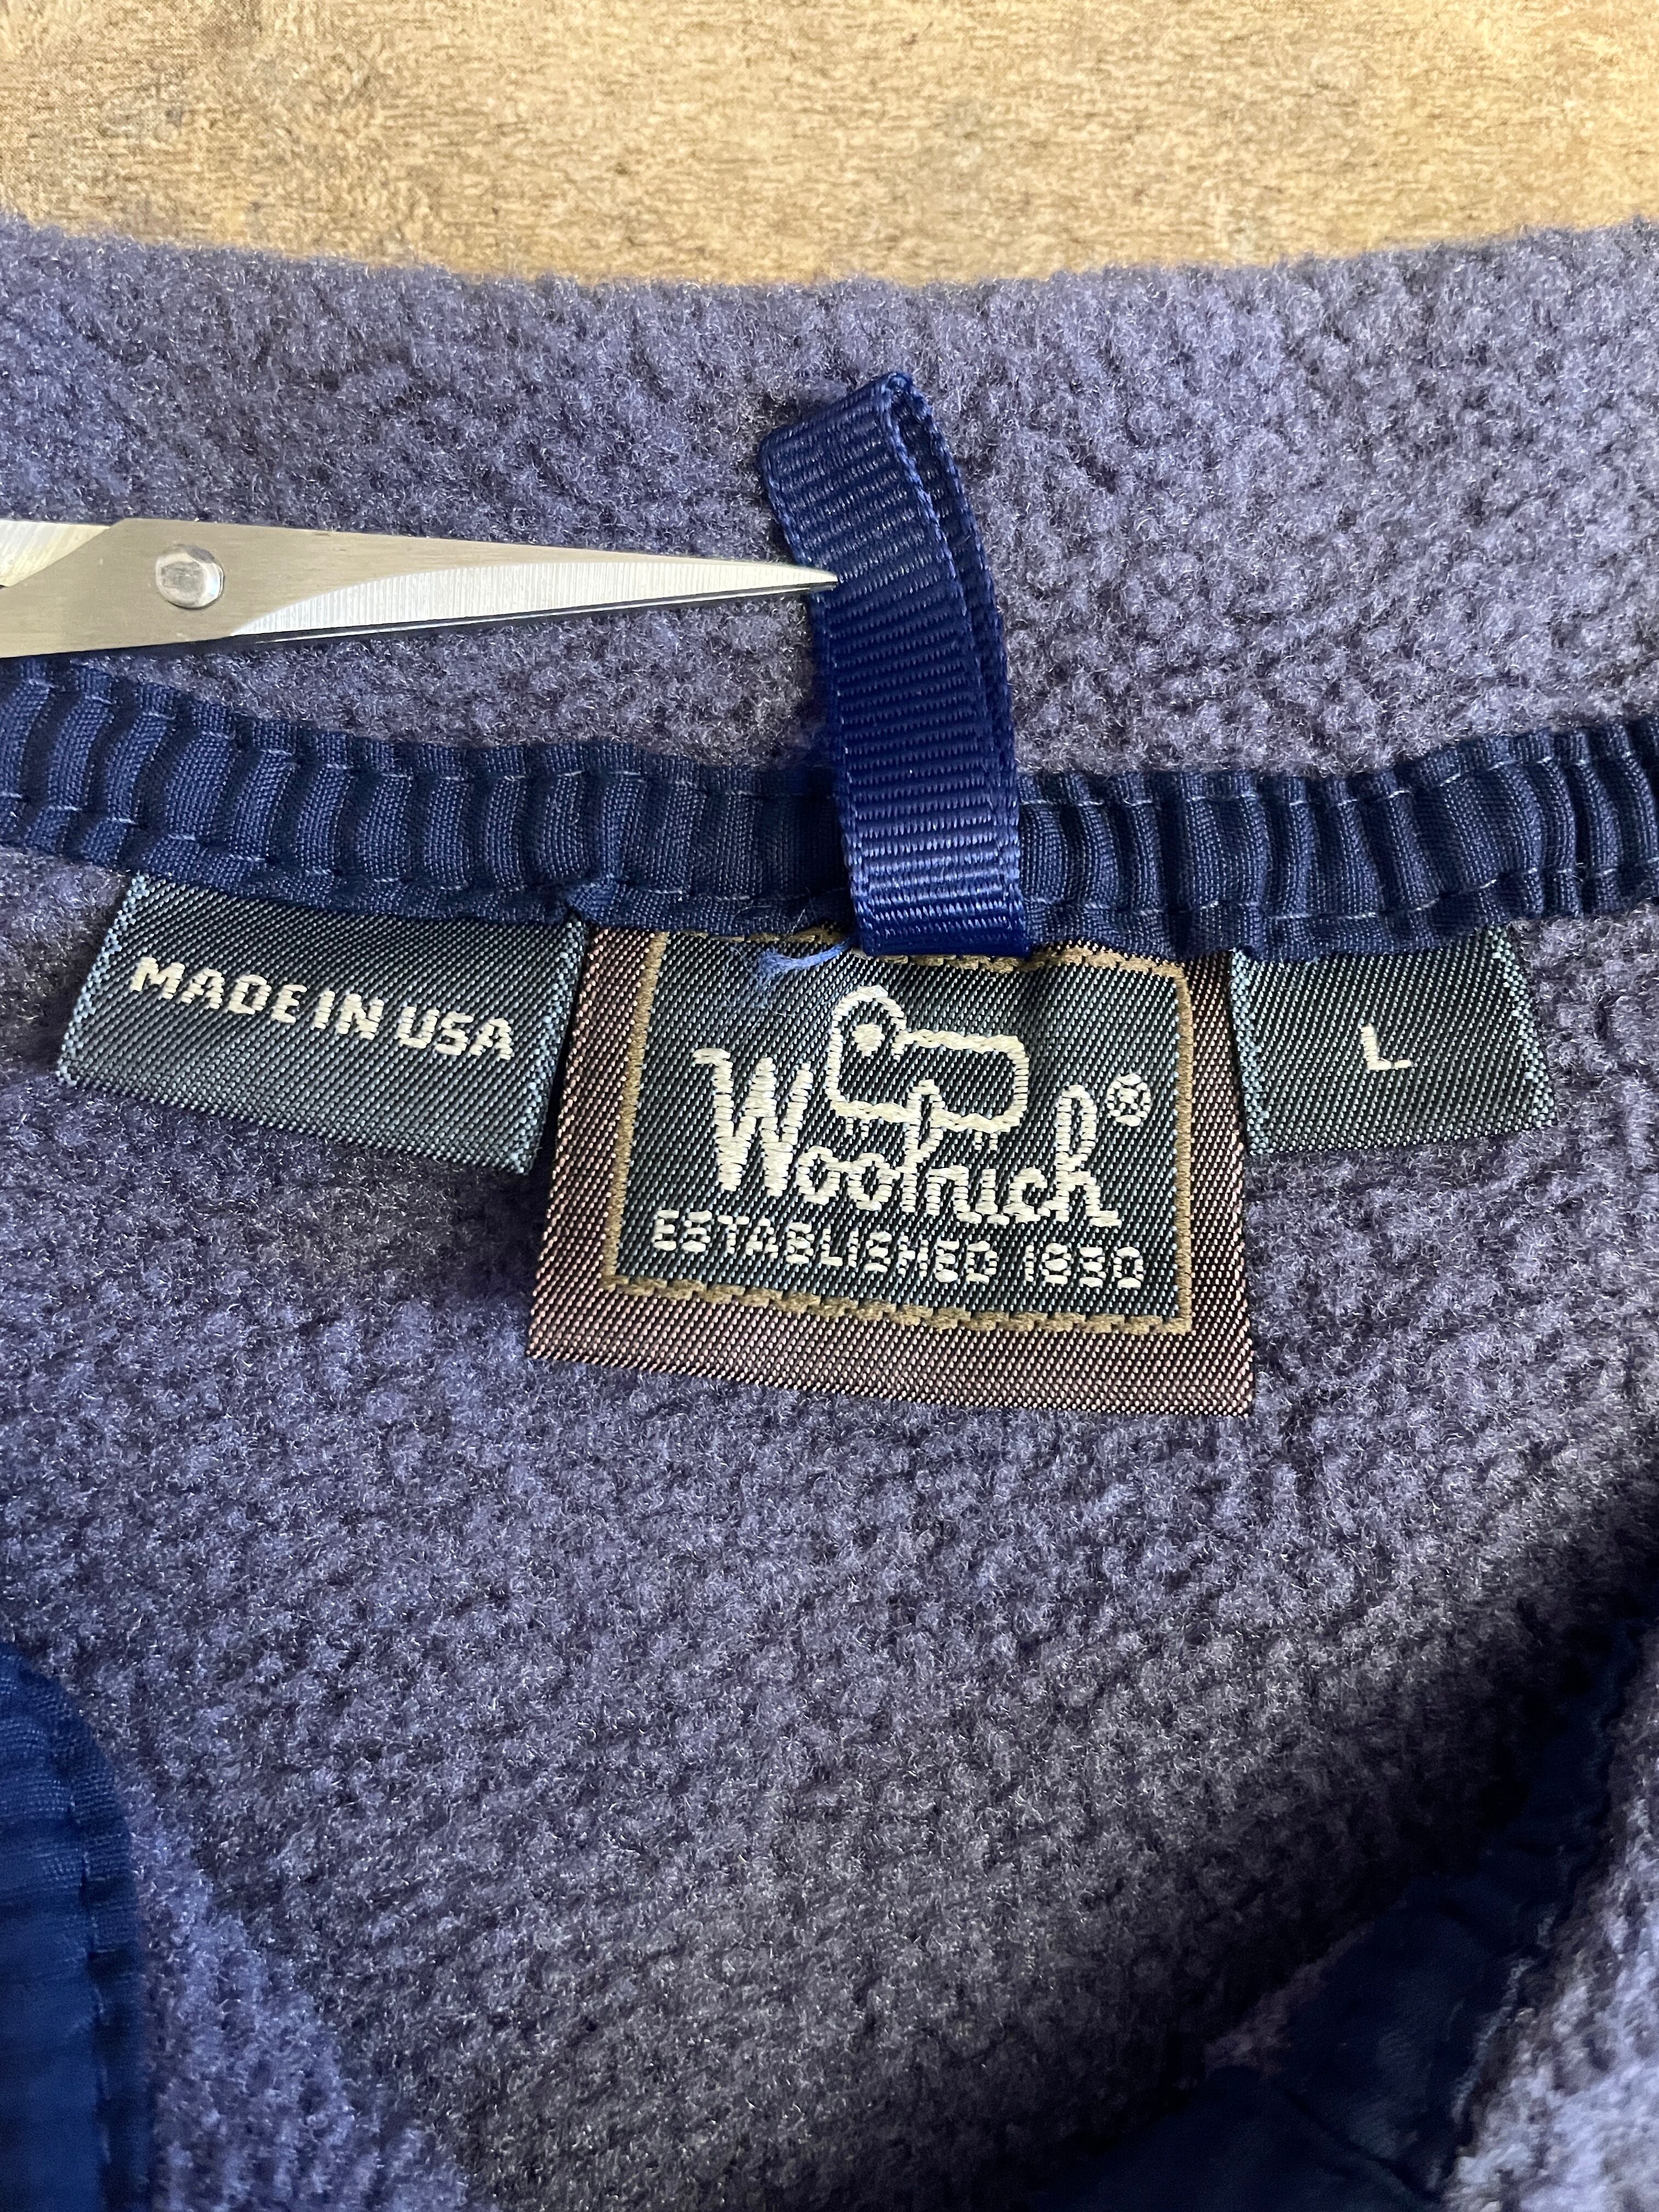 MADE IN USA
Woolrich®
ESTABLISHED 1830
L